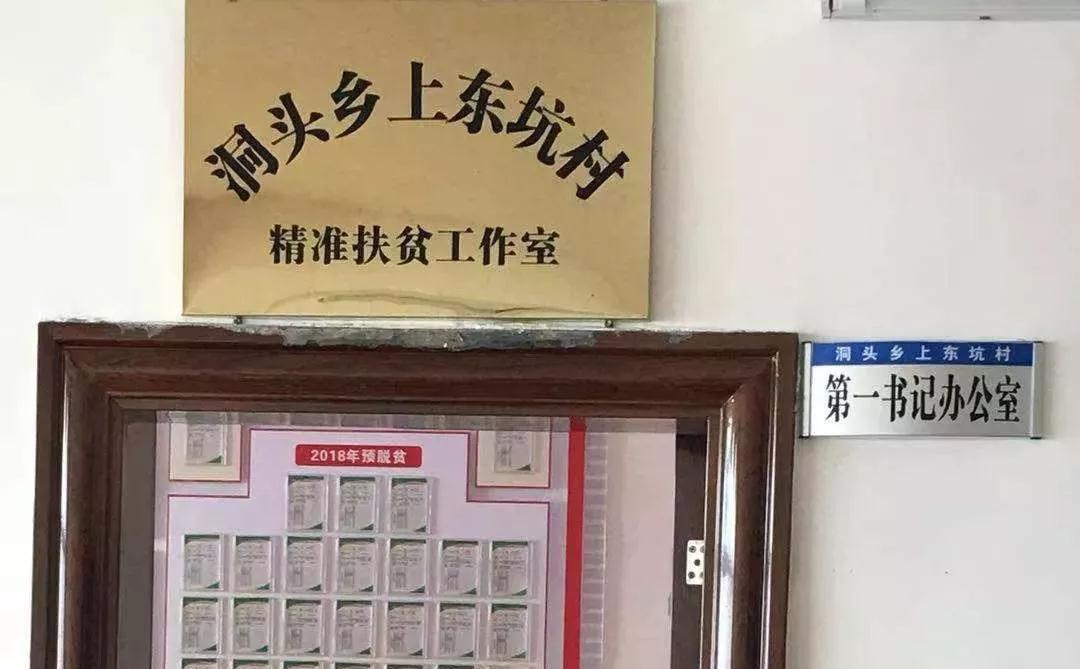 洞头乡上东坑村
精准扶贫工作室
洞头乡上东坑村
第一书记办公室
2018年预脱贫